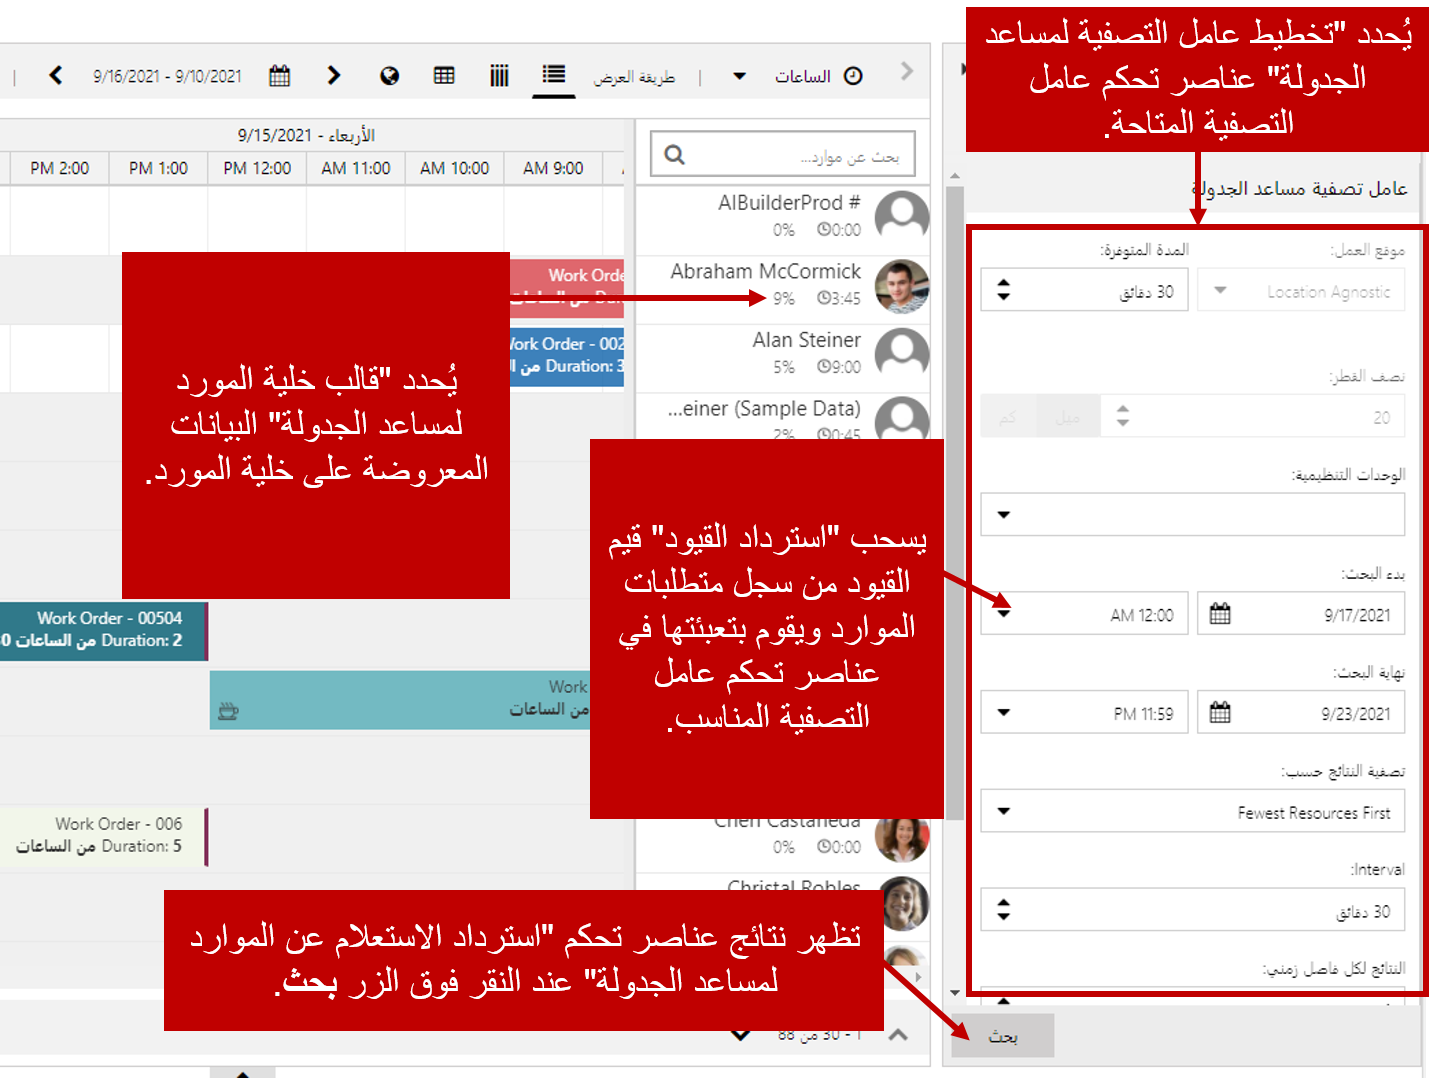 يُحدد "تخطيط عامل التصفية لمساعد
الجدولة" عناصر تحكم عامل
التصفية المتاحة.
الساعات
طريقة العرض
9/16/2021 - 9/10/2021
الأربعاء - 9/15/2021
AM 9:00
AM 10:00
AM 11:00
PM 12:00
PM 1:00
PM 2:00
بحث عن موارد...
AIBuilderProd #
0% 0:00
Abraham McCormick
9% 3:45
Alan Steiner
5% 9:00
...einer (Sample Data)
2% 0:45
Work Orde
من الساعات
Work Order - 002
Duration: 3
يُحدد "قالب خلية المورد
لمساعد الجدولة" البيانات
المعروضة على خلية المورد.
يسحب "استرداد القيود" قيم
القيود من سجل متطلبات
الموارد ويقوم بتعبئتها في
عناصر تحكم عامل
التصفية المناسب.
Work Order - 00504
Duration: 2 من الساعات
Work
من الساعات
Work Order - 006
Duration: 5 من الساعات
Cheri Castaneda
0% 0:00
Christal Robles
تظهر نتائج عناصر تحكم "استرداد الاستعلام عن الموارد
لمساعد الجدولة" عند النقر فوق الزر بحث.
1 - 30 من 88
عامل تصفية مساعد الجدولة
موقع العمل:
Location Agnostic
المدة المتوفرة:
30 دقائق
نصف القطر:
20
ميل
كم
الوحدات التنظيمية:
بدء البحث:
9/17/2021
AM 12:00
نهاية البحث:
9/23/2021
PM 11:59
تصفية النتائج حسب:
Fewest Resources First
Interval:
30 دقائق
النتائج لكل فاصل زمني:
بحث